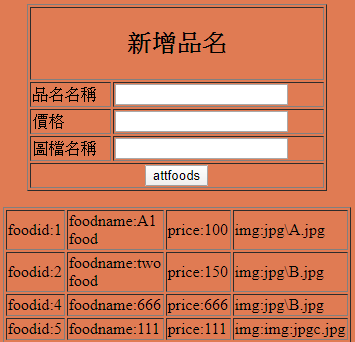 新增品名
品名名稱
價格
圖檔名稱
attfoods
foodid:1 foodname:A1 food price:100 img:jpg\A.jpg
foodid:2 foodname:two food price:150 img:jpg\B.jpg
foodid:4 foodname:666 price:666 img:jpg\B.jpg
foodid:5 foodname:111 price:111 img:img:jpgc.jpg